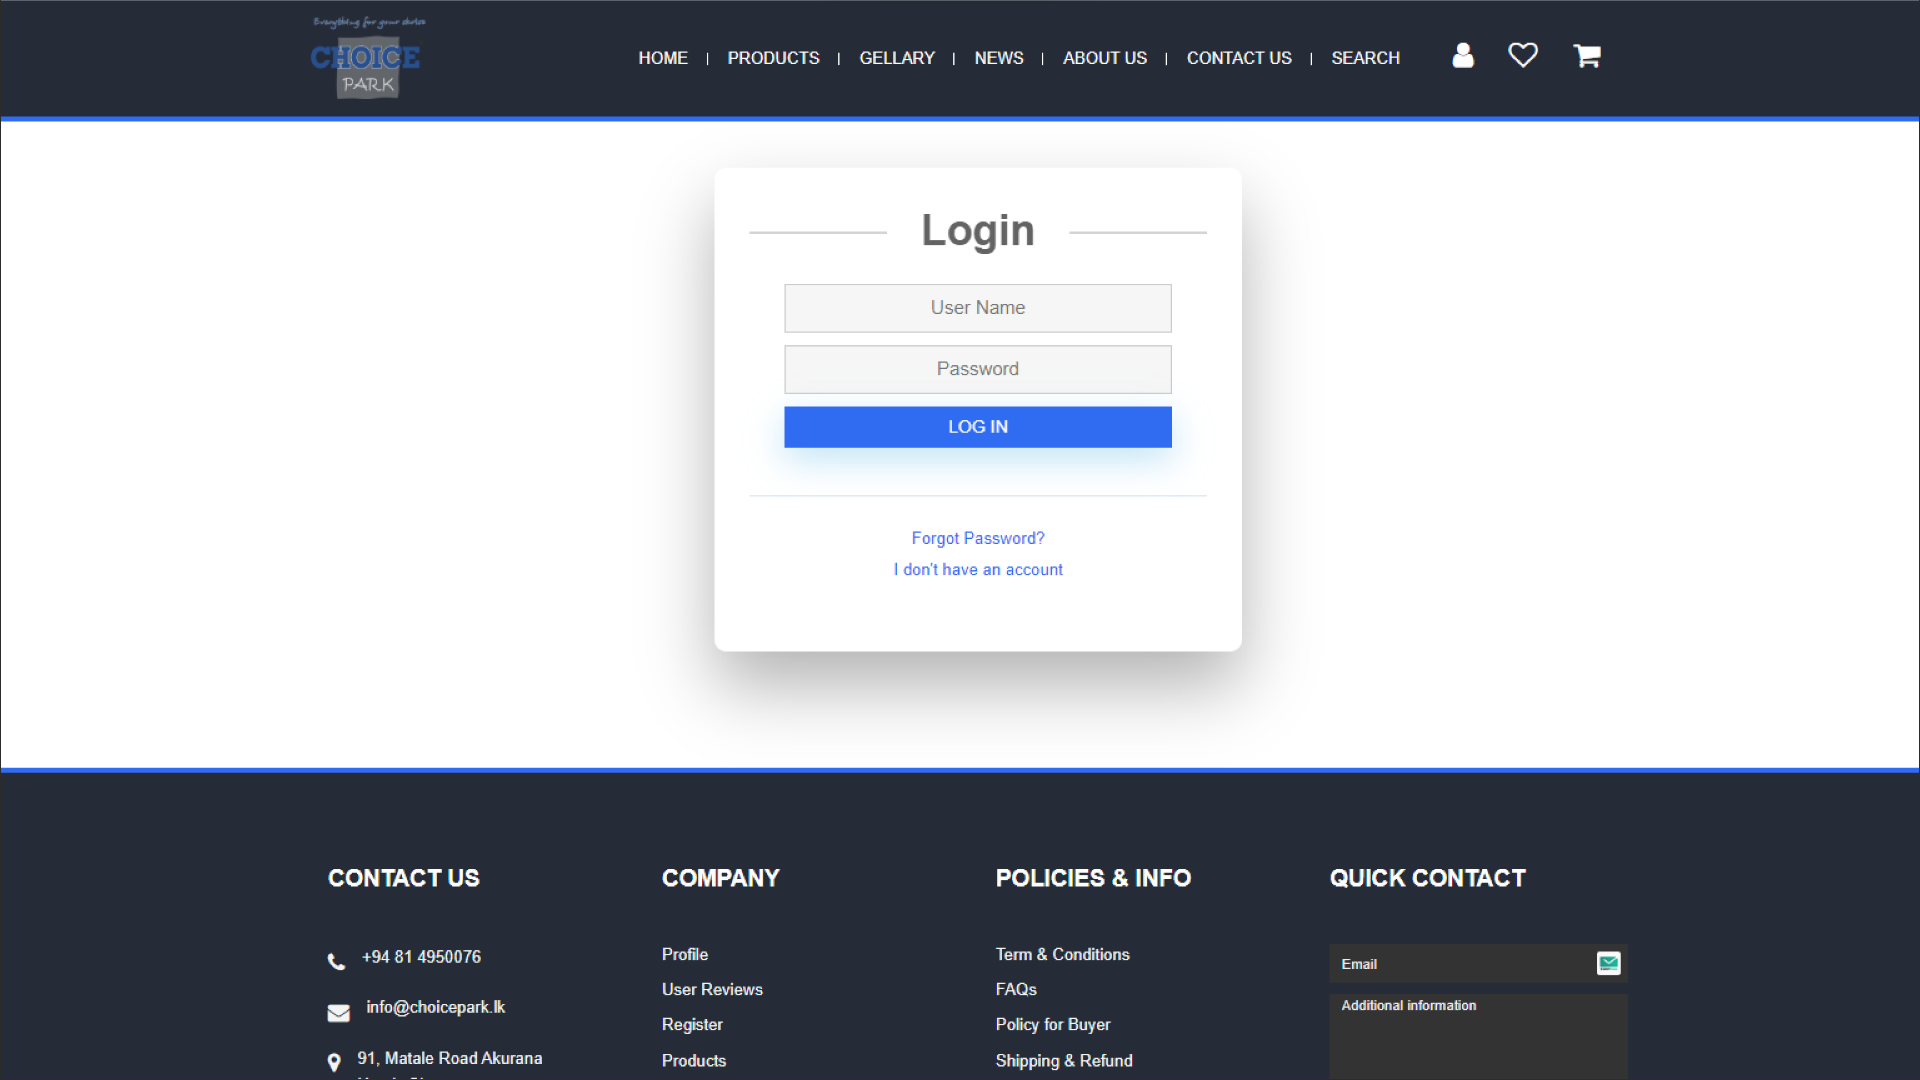 Everything for your choice
CHOICE
PARK
HOME | PRODUCTS | GELLARY | NEWS | ABOUT US | CONTACT US | SEARCH
Login
User Name
Password
LOG IN
Forgot Password?
I don't have an account
CONTACT US
+94 81 4950076
info@choicepark.lk
91, Matale Road Akurana
COMPANY
Profile
User Reviews
Register
Products
POLICIES & INFO
Term & Conditions
FAQs
Policy for Buyer
Shipping & Refund
QUICK CONTACT
Email
Additional information